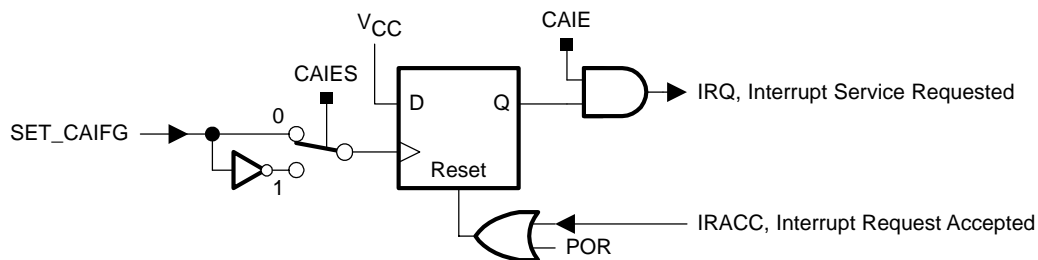 CAIE
VCC
CAIES
D
Q
IRQ, Interrupt Service Requested
0
SET_CAIFG
Reset
1
IRACC, Interrupt Request Accepted
POR